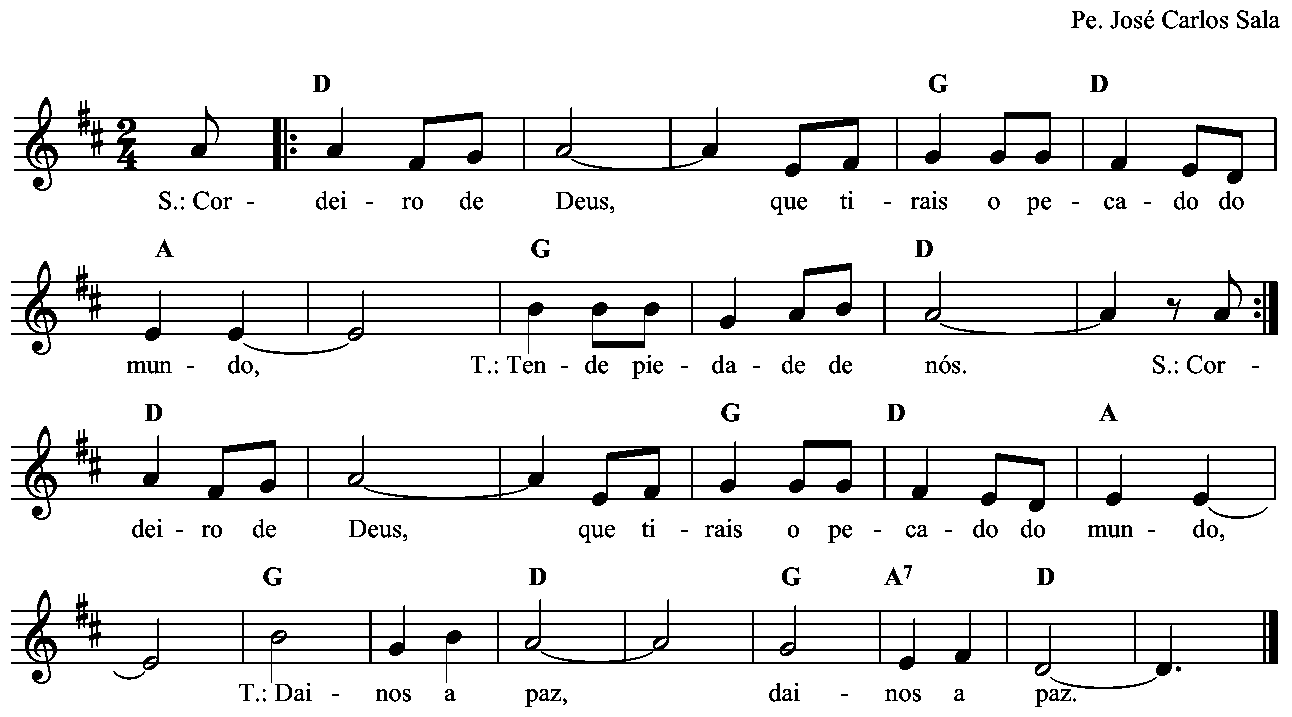 Pe. José Carlos Sala
D G D
2
4
S.: Cor - dei - ro de Deus, que ti - rais o pe - ca - do do
A G D
mun - do, T.: Ten - de pie - da - de de nós. S.: Cor -
D G D A
dei - ro de Deus, que ti - rais o pe - ca - do do mun - do,
G D G A7 D
T.: Dai - nos a paz, dai - nos a paz.